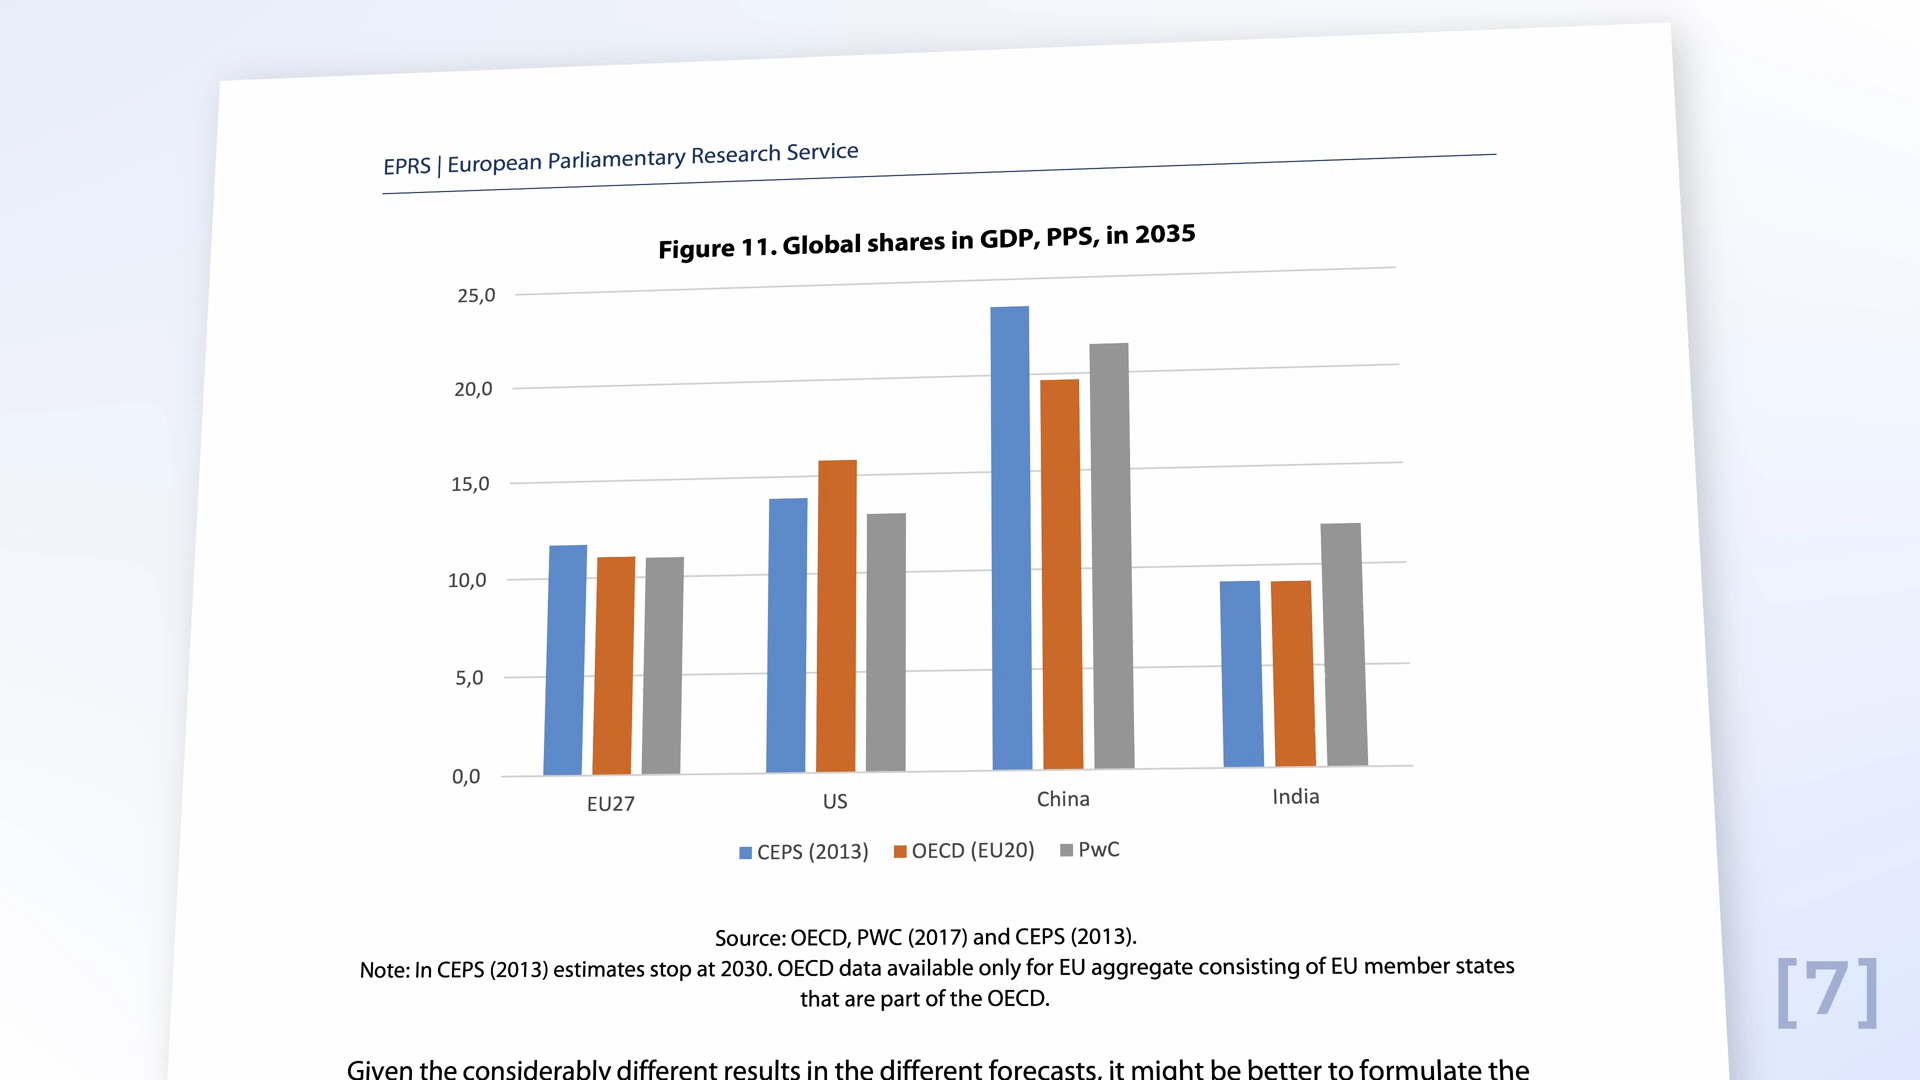 EPRS | European Parliamentary Research Service
Figure 11. Global shares in GDP, PPS, in 2035
25,0
20,0
15,0
10,0
5,0
0,0
EU27 US China India
CEPS (2013) OECD (EU20) PwC
Source: OECD, PWC (2017) and CEPS (2013).
Note: In CEPS (2013) estimates stop at 2030. OECD data available only for EU aggregate consisting of EU member states
that are part of the OECD.
[7]
Given the considerably different results in the different forecasts, it might be better to formulate the